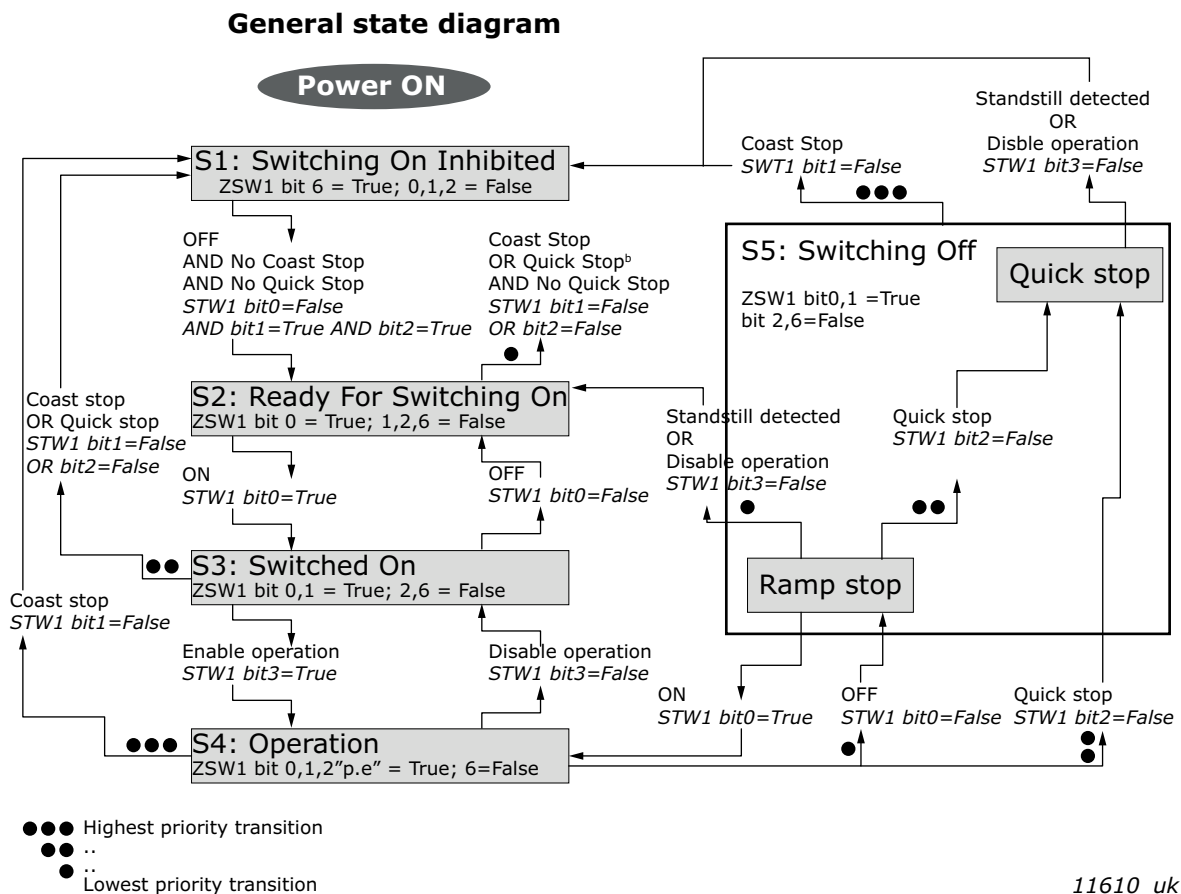 General state diagram
Power ON
S1: Switching On Inhibited
ZSW1 bit 6 = True; 0,1,2 = False
OFF
AND No Coast Stop
AND No Quick Stop
STW1 bit0=False
AND bit1=True AND bit2=True
Coast Stop
OR Quick Stopᵇ
AND No Quick Stop
STW1 bit1=False
OR bit2=False
S2: Ready For Switching On
ZSW1 bit 0 = True; 1,2,6 = False
ON
STW1 bit0=True
OFF
STW1 bit0=False
S3: Switched On
ZSW1 bit 0,1 = True; 2,6 = False
Enable operation
STW1 bit3=True
Disable operation
STW1 bit3=False
S4: Operation
ZSW1 bit 0,1,2”p.e” = True; 6=False
Coast stop
OR Quick stop
STW1 bit1=False
OR bit2=False
Coast stop
STW1 bit1=False
Coast Stop
SWT1 bit1=False
Standstill detected
OR
Disble operation
STW1 bit3=False
S5: Switching Off
ZSW1 bit0,1 =True
bit 2,6=False
Quick stop
Standstill detected
OR
Disable operation
STW1 bit3=False
Quick stop
STW1 bit2=False
Ramp stop
ON
STW1 bit0=True
OFF
STW1 bit0=False
Quick stop
STW1 bit2=False
Highest priority transition
..
..
Lowest priority transition
11610_uk